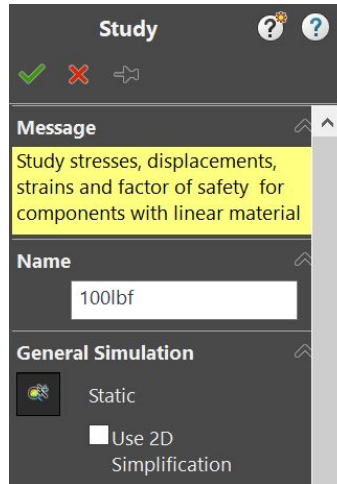 Study
Message
Study stresses, displacements,
strains and factor of safety for
components with linear material
Name
100lbf
General Simulation
Static
Use 2D
Simplification